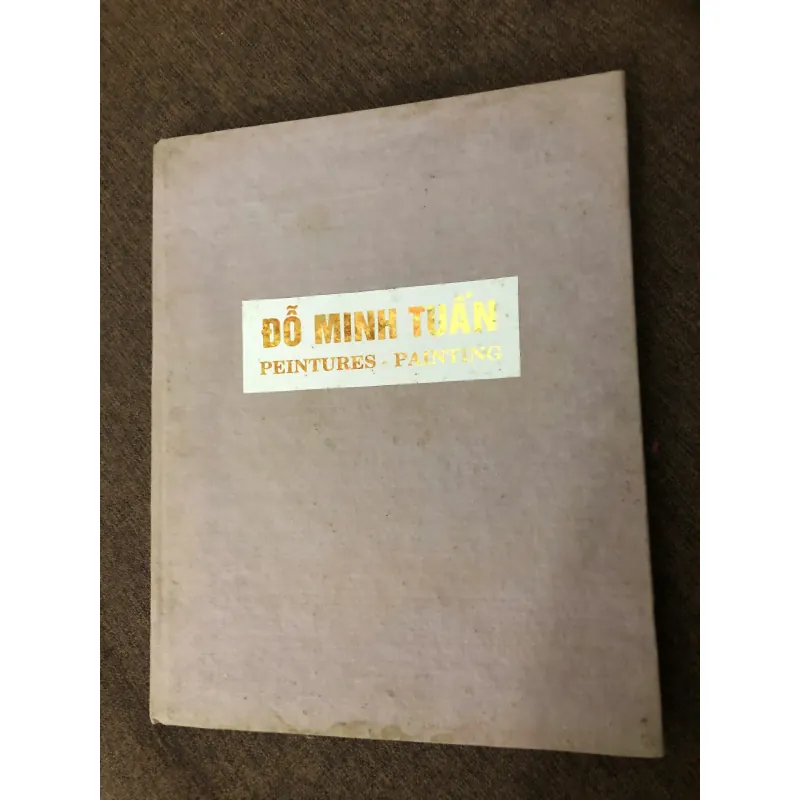 ĐỖ MINH TUẤN
PEINTURES - PAINTING